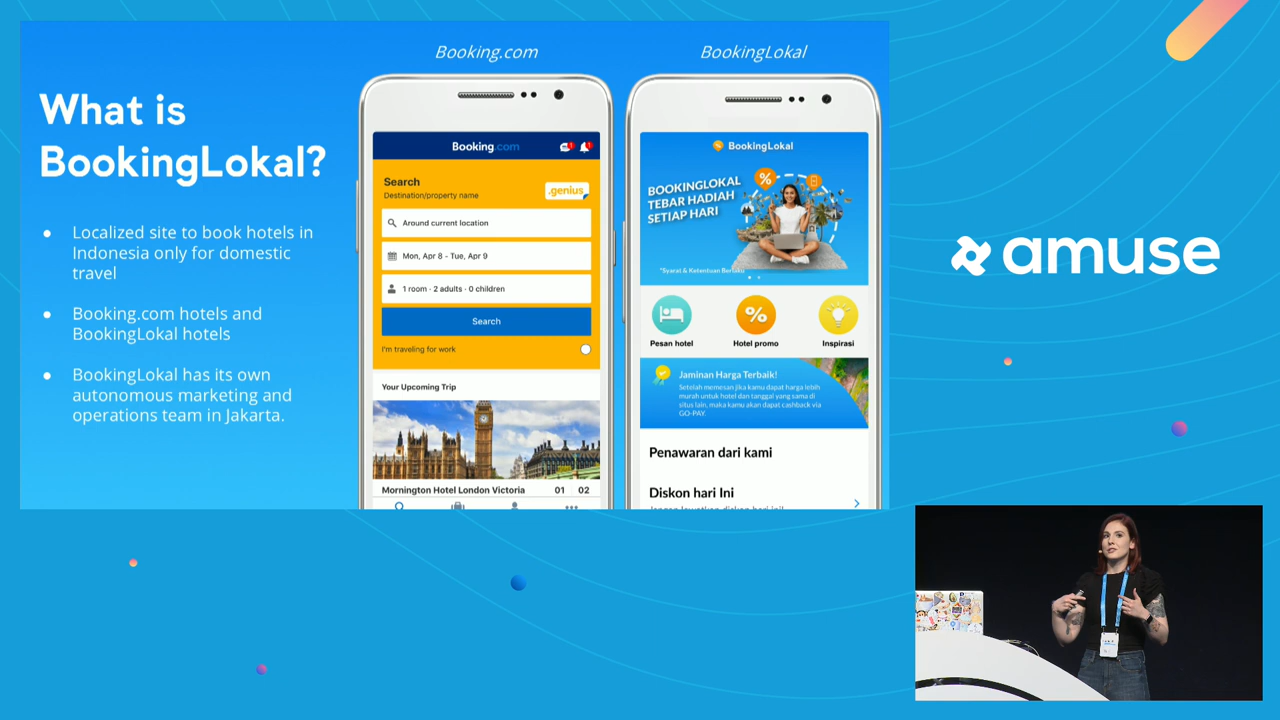 What is
BookingLokal?
Localized site to book hotels in
Indonesia only for domestic
travel
Booking.com hotels and
BookingLokal hotels
BookingLokal has its own
autonomous marketing and
operations team in Jakarta.
Booking.com
Booking.com
Search
Destination/property name
.genius
Around current location
Mon, Apr 8 - Tue, Apr 9
1 room · 2 adults · 0 children
Search
I'm traveling for work
Your Upcoming Trip
Mornington Hotel London Victoria
01 02
BookingLokal
BookingLokal
BOOKINGLOKAL
TEBAR HADIAH
SETIAP HARI
*Syarat & Ketentuan Berlaku
Pesan hotel
Hotel promo
Inspirasi
Jaminan Harga Terbaik!
Setelah memesan jika kamu dapat harga lebih
murah untuk hotel dan tanggal yang sama di
situs lain, maka kamu akan dapat cashback via
GO-PAY.
Penawaran dari kami
Diskon hari Ini
amuse